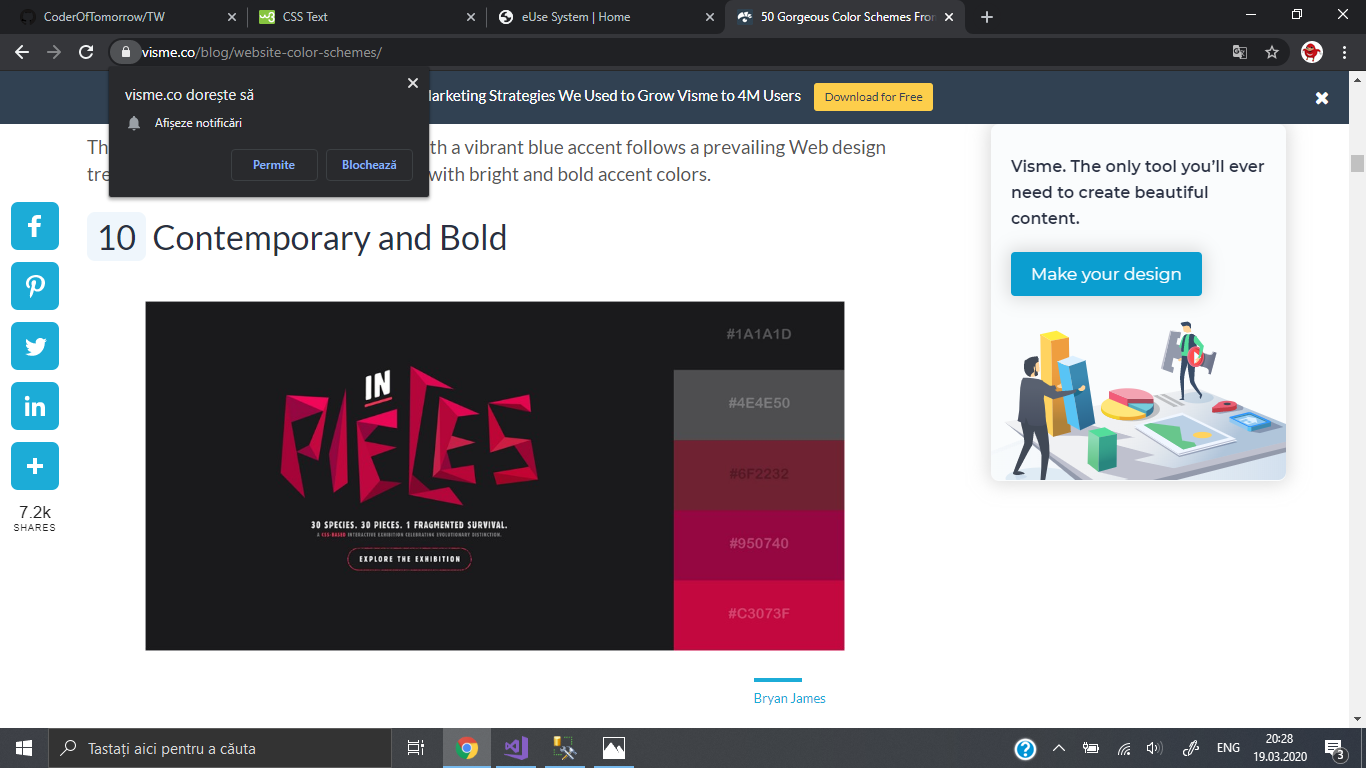 CoderOfTomorrow/TW
CSS Text
eUse System | Home
50 Gorgeous Color Schemes Fro
visme.co/blog/website-color-schemes/
visme.co dorește să
Afișeze notificări
Permite
Blochează
Marketing Strategies We Used to Grow Visme to 4M Users
Download for Free
Th
th a vibrant blue accent follows a prevailing Web design
tre
with bright and bold accent colors.
10 Contemporary and Bold
IN
PIECES
30 SPECIES. 30 PIECES. 1 FRAGMENTED SURVIVAL.
A CSS-BASED INTERACTIVE EXHIBITION CELEBRATING EVOLUTIONARY DISTINCTION.
EXPLORE THE EXHIBITION
#1A1A1D
#4E4E50
#6F2232
#950740
#C3073F
Bryan James
7.2k
SHARES
Visme. The only tool you'll ever
need to create beautiful
content.
Make your design
Tastați aici pentru a căuta
ENG
20:28
19.03.2020
3